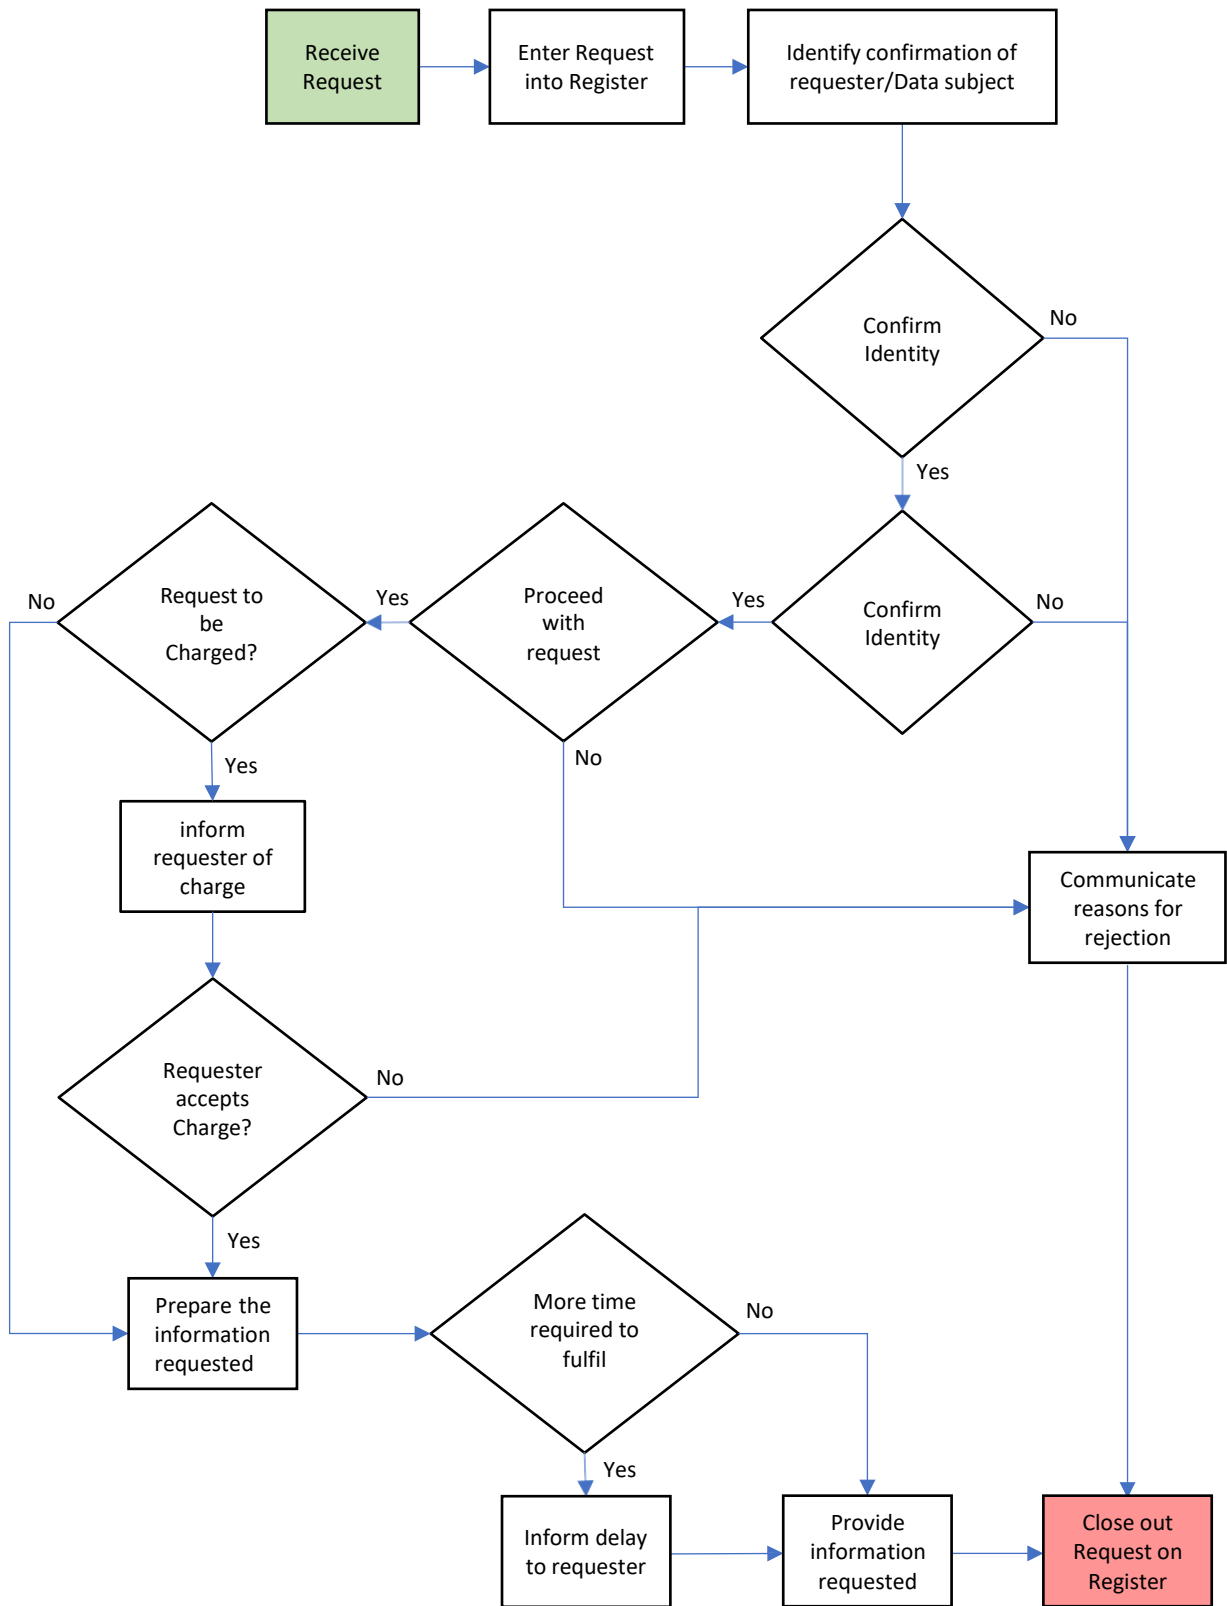 Receive
Request
Enter Request
into Register
Identify confirmation of
requester/Data subject
Confirm
Identity
No
Yes
Confirm
Identity
No
Yes
Proceed
with
request
Yes
No
Request to
be
Charged?
No
Yes
inform
requester of
charge
Communicate
reasons for
rejection
Requester
accepts
Charge?
No
Yes
Prepare the
information
requested
More time
required to
fulfil
No
Yes
Inform delay
to requester
Provide
information
requested
Close out
Request on
Register